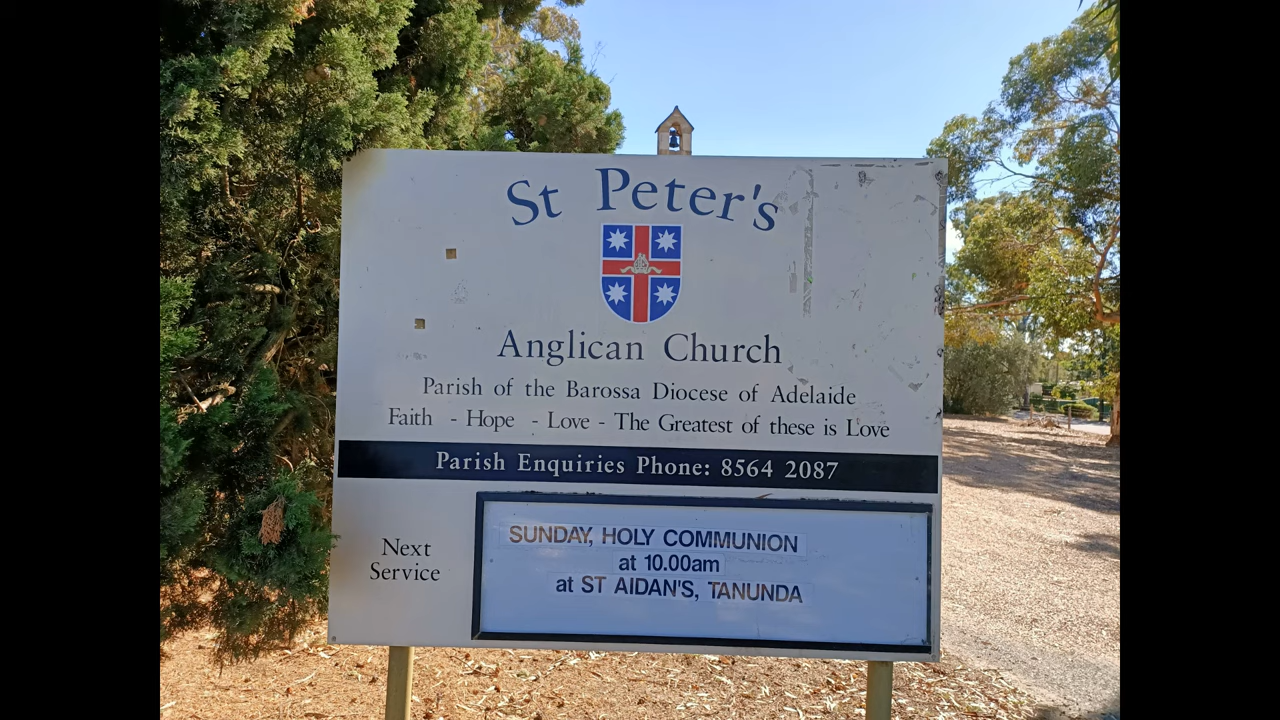 St Peter's
Anglican Church
Parish of the Barossa Diocese of Adelaide
Faith - Hope - Love - The Greatest of these is Love
Parish Enquiries Phone: 8564 2087
Next
Service
SUNDAY, HOLY COMMUNION
at 10.00am
at ST AIDAN'S, TANUNDA